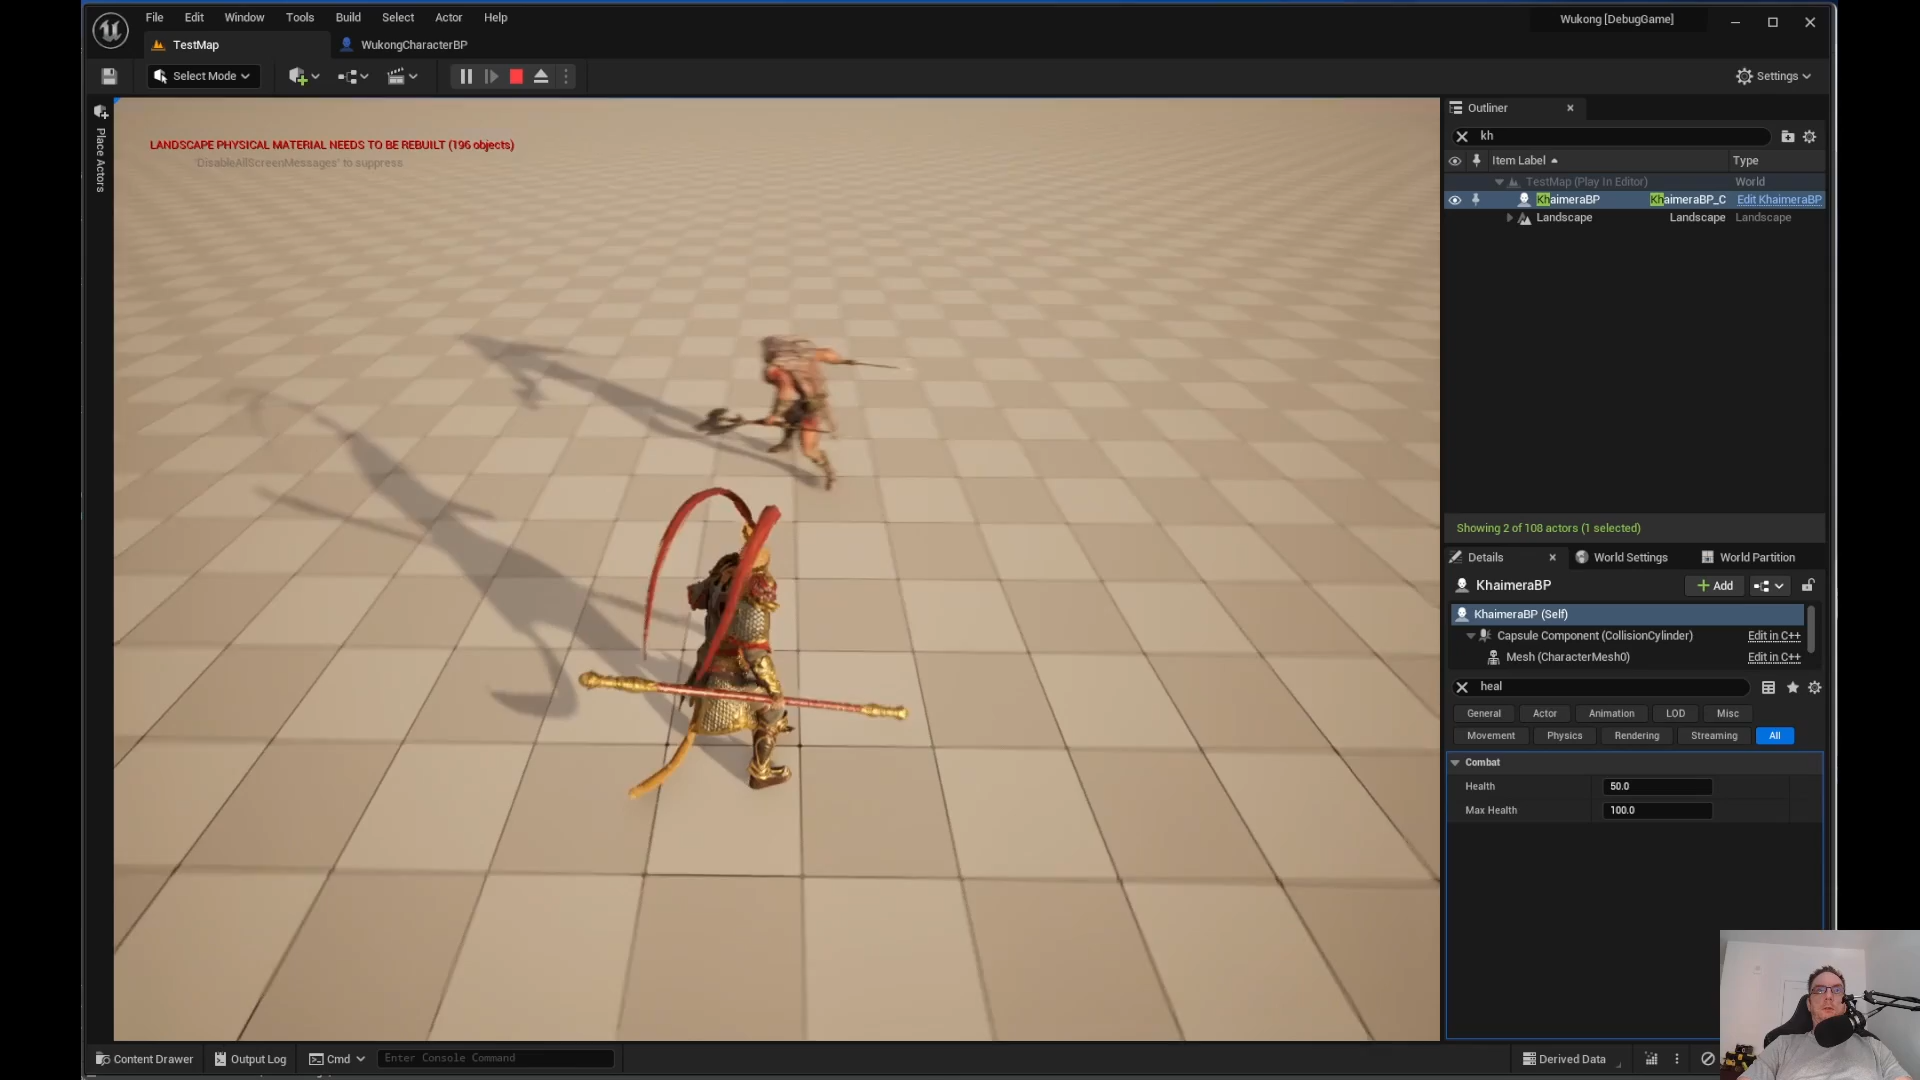 File Edit Window Tools Build Select Actor Help
Wukong [DebugGame]
TestMap
WukongCharacterBP
Select Mode
Settings
Place Actors
LANDSCAPE PHYSICAL MATERIAL NEEDS TO BE REBUILT (196 objects)
'DisableAllScreenMessages' to suppress
Outliner
kh
Item Label Type
TestMap (Play In Editor) World
KhaimeraBP KhaimeraBP_C Edit KhaimeraBP
Landscape Landscape Landscape
Showing 2 of 108 actors (1 selected)
Details World Settings World Partition
KhaimeraBP
Add
KhaimeraBP (Self)
Capsule Component (CollisionCylinder) Edit in C++
Mesh (CharacterMesh0) Edit in C++
heal
General Actor Animation LOD Misc
Movement Physics Rendering Streaming All
Combat
Health 50.0
Max Health 100.0
Content Drawer Output Log Cmd Enter Console Command
Derived Data